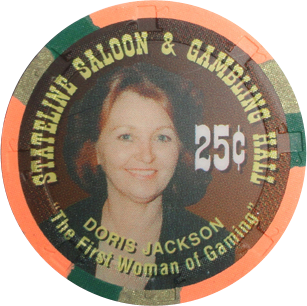 STATELINE SALOON & GAMBLING HALL
25¢
DORIS JACKSON
"The First Woman of Gaming"